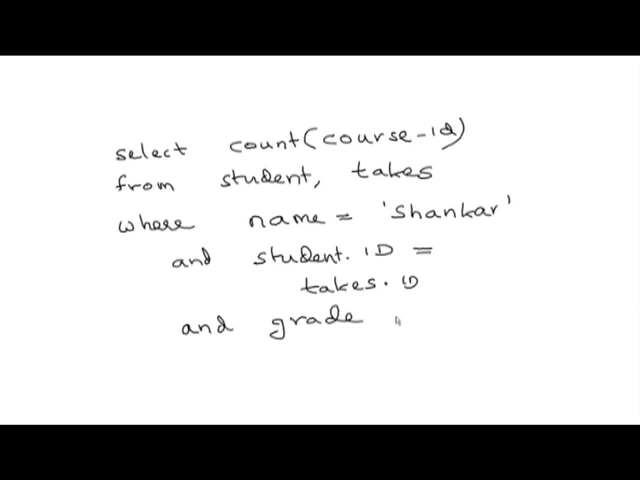 select count(course-id)
from student, takes
where name = 'Shankar'
and student.ID =
takes.ID
and grade